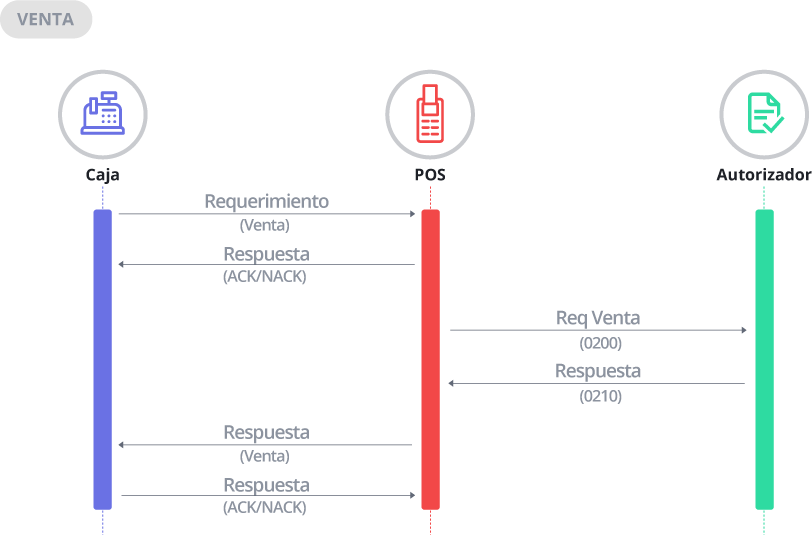 VENTA
Caja
POS
Autorizador
Requerimiento
(Venta)
Respuesta
(ACK/NACK)
Req Venta
(0200)
Respuesta
(0210)
Respuesta
(Venta)
Respuesta
(ACK/NACK)